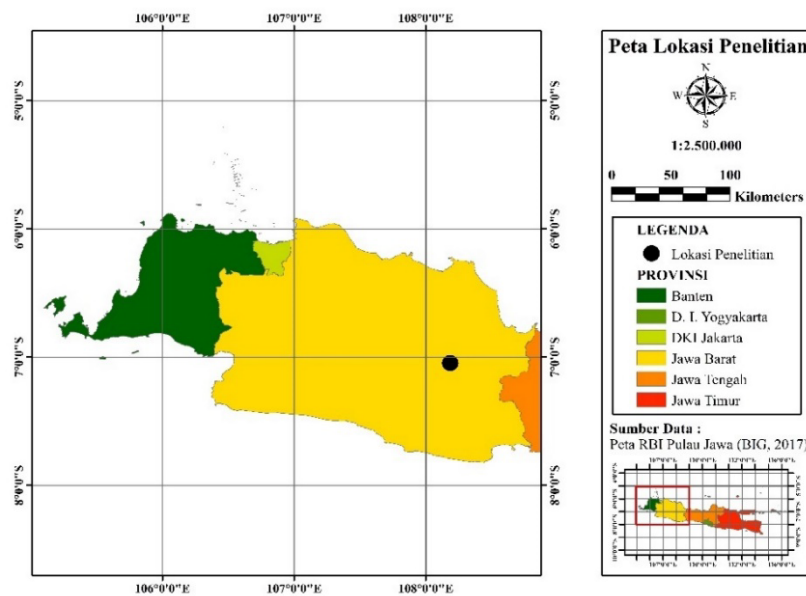 106°0'0"E 107°0'0"E 108°0'0"E
5°0'0"S 5°0'0"S
6°0'0"S 6°0'0"S
7°0'0"S 7°0'0"S
8°0'0"S 8°0'0"S
106°0'0"E 107°0'0"E 108°0'0"E
Peta Lokasi Penelitian
N
W E
S
1:2.500.000
0 50 100
Kilometers
LEGENDA
Lokasi Penelitian
PROVINSI
Banten
D. I. Yogyakarta
DKI Jakarta
Jawa Barat
Jawa Tengah
Jawa Timur
Sumber Data :
Peta RBI Pulau Jawa (BIG, 2017)